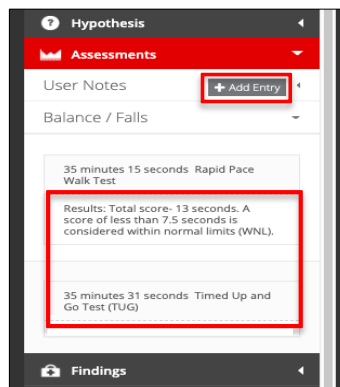 Hypothesis
Assessments
User Notes
+ Add Entry
Balance / Falls
35 minutes 15 seconds Rapid Pace
Walk Test
Results: Total score- 13 seconds. A
score of less than 7.5 seconds is
considered within normal limits (WNL).
35 minutes 31 seconds Timed Up and
Go Test (TUG)
Findings